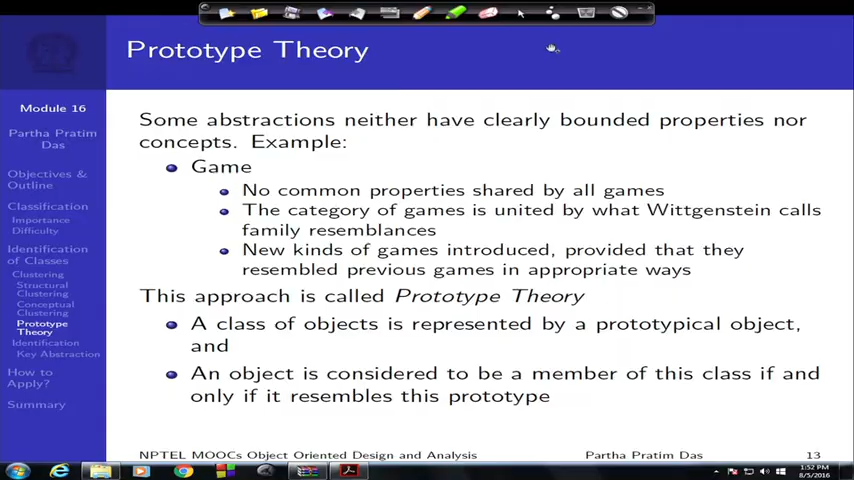 Prototype Theory
Module 16
Partha Pratim
Das
Objectives &
Outline
Classification
Importance
Difficulty
Identification
of Classes
Clustering
Structural
Clustering
Conceptual
Clustering
Prototype
Theory
Identification
Key Abstraction
How to
Apply?
Summary
Some abstractions neither have clearly bounded properties nor
concepts. Example:
Game
No common properties shared by all games
The category of games is united by what Wittgenstein calls
family resemblances
New kinds of games introduced, provided that they
resembled previous games in appropriate ways
This approach is called Prototype Theory
A class of objects is represented by a prototypical object,
and
An object is considered to be a member of this class if and
only if it resembles this prototype
NPTEL MOOCs Object Oriented Design and Analysis Partha Pratim Das 13
1:52 PM
8/5/2016